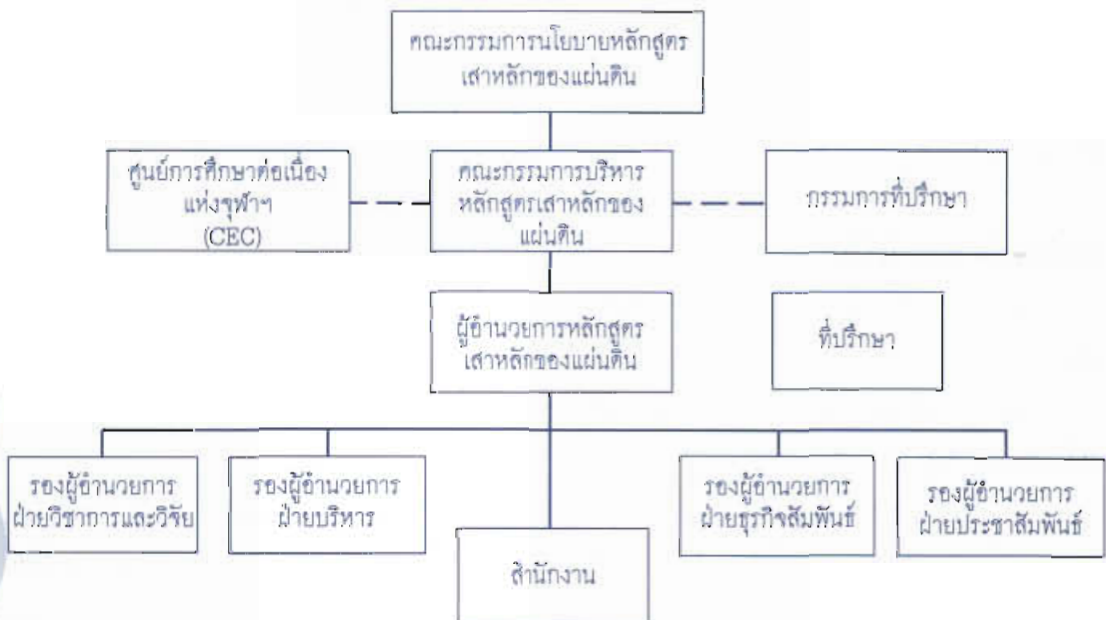 คณะกรรมการนโยบายหลักสูตร
เสาหลักของแผ่นดิน
ศูนย์การศึกษาต่อเนื่อง
แห่งจุฬาฯ
(CEC)
คณะกรรมการบริหาร
หลักสูตรเสาหลักของ
แผ่นดิน
กรรมการที่ปรึกษา
ผู้อำนวยการหลักสูตร
เสาหลักของแผ่นดิน
ที่ปรึกษา
รองผู้อำนวยการ
ฝ่ายวิชาการและวิจัย
รองผู้อำนวยการ
ฝ่ายบริหาร
รองผู้อำนวยการ
ฝ่ายธุรกิจสัมพันธ์
รองผู้อำนวยการ
ฝ่ายประชาสัมพันธ์
สำนักงาน